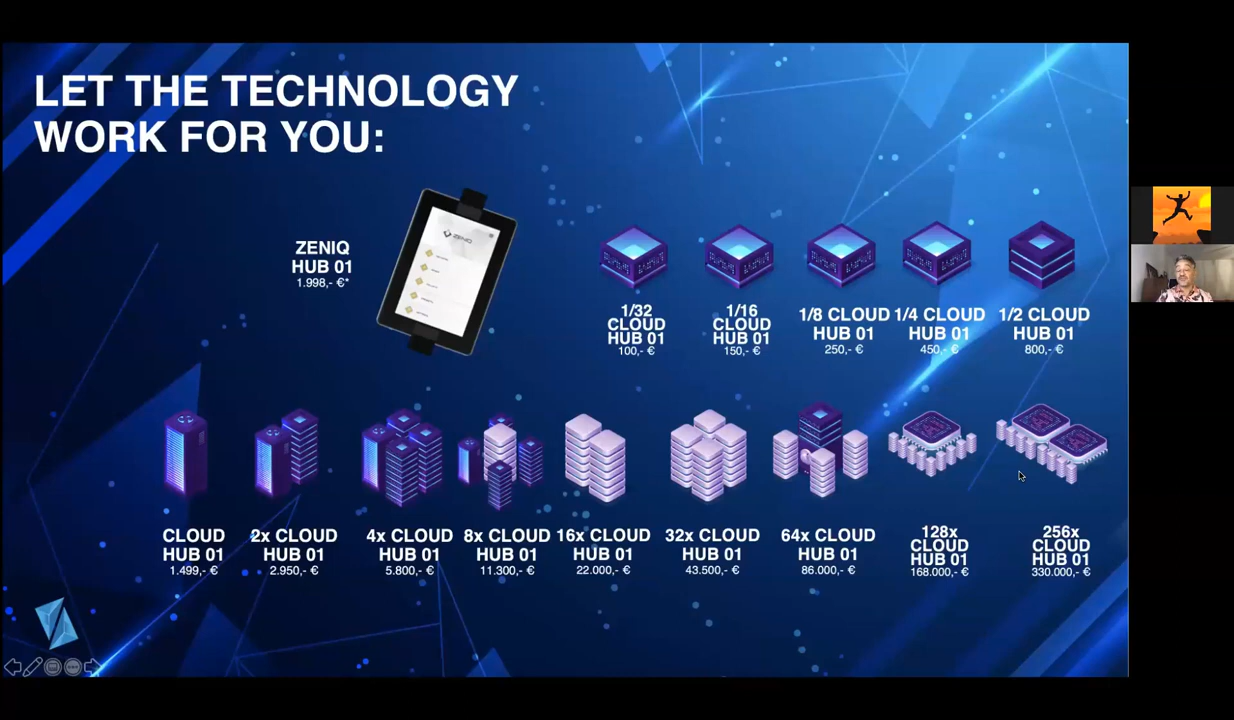 LET THE TECHNOLOGY
WORK FOR YOU:
ZENIQ
HUB 01
1.998,- €*
ZENIQ
1/32
CLOUD
HUB 01
100,- €
1/16
CLOUD
HUB 01
150,- €
1/8 CLOUD
HUB 01
250,- €
1/4 CLOUD
HUB 01
450,- €
1/2 CLOUD
HUB 01
800,- €
CLOUD
HUB 01
1.499,- €
2x CLOUD
HUB 01
2.950,- €
4x CLOUD
HUB 01
5.800,- €
8x CLOUD
HUB 01
11.300,- €
16x CLOUD
HUB 01
22.000,- €
32x CLOUD
HUB 01
43.500,- €
64x CLOUD
HUB 01
86.000,- €
128x
CLOUD
HUB 01
168.000,- €
256x
CLOUD
HUB 01
330.000,- €